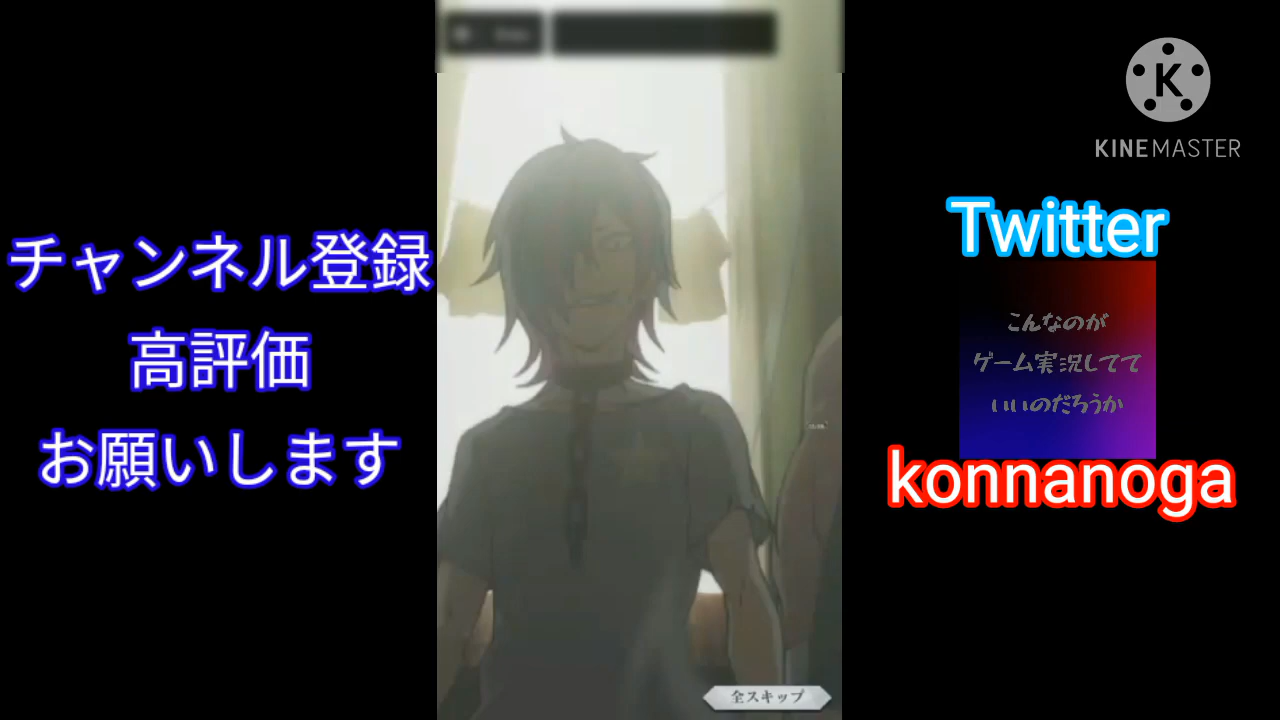 チャンネル登録
高評価
お願いします
全スキップ
K
KINEMASTER
Twitter
こんなのが
ゲーム実況してて
いいのだろうか
konnanoga